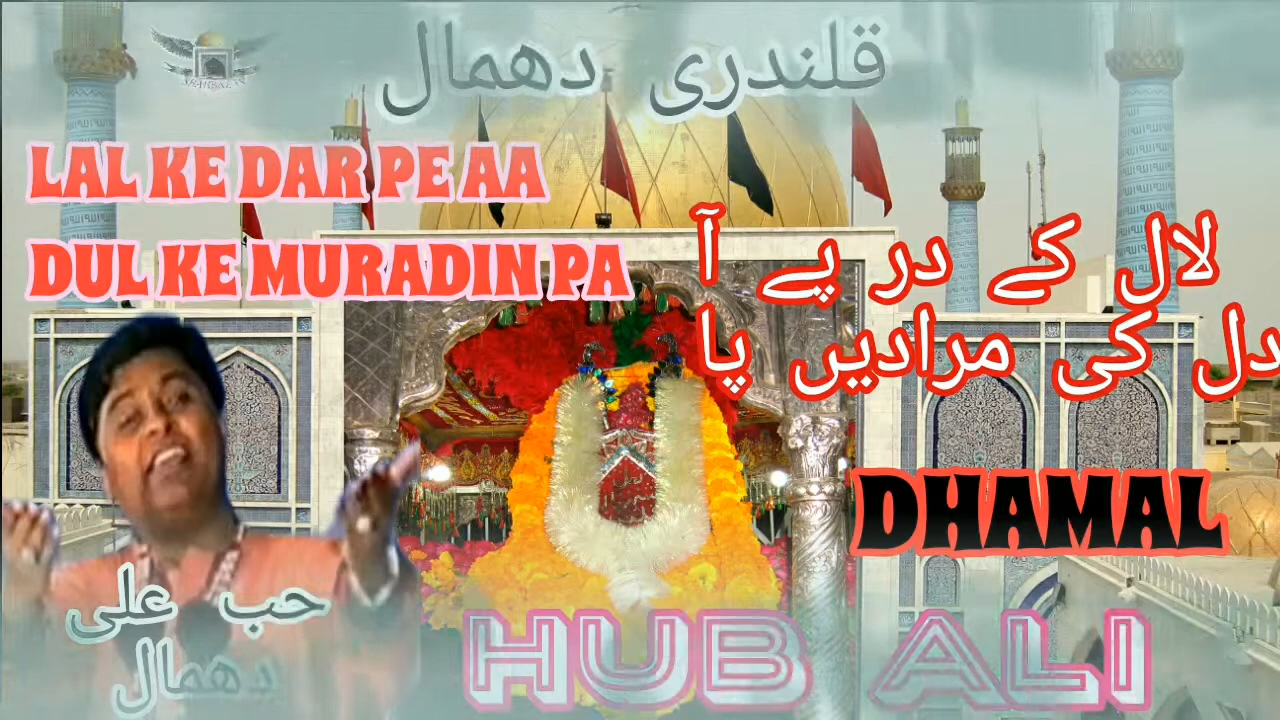 قلندری دھمال
LAL KE DAR PE AA
DUL KE MURADIN PA
لال کے در پے آ
دل کی مرادیں پا
DHAMAL
حب علی
دھمال
HUB ALI